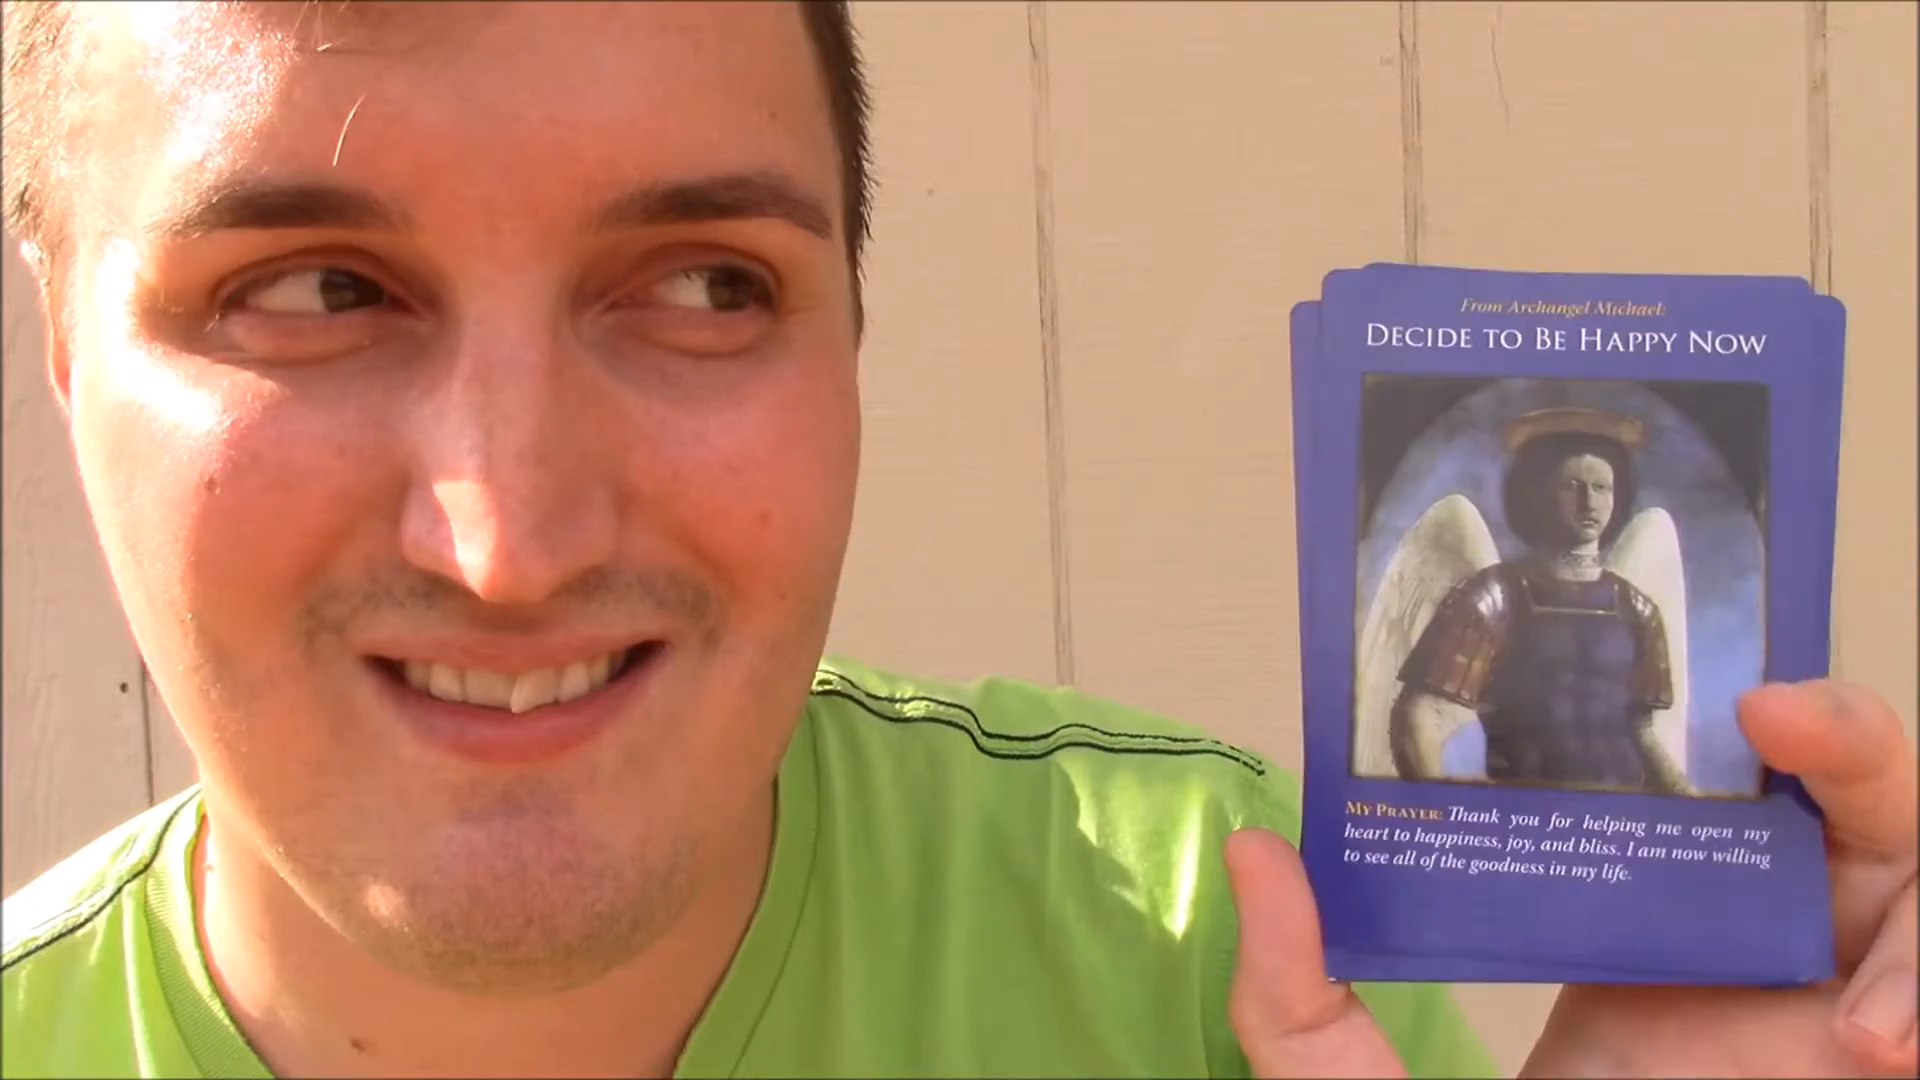 From Archangel Michael:
DECIDE TO BE HAPPY NOW
MY PRAYER: Thank you for helping me open my
heart to happiness, joy, and bliss. I am now willing
to see all of the goodness in my life.